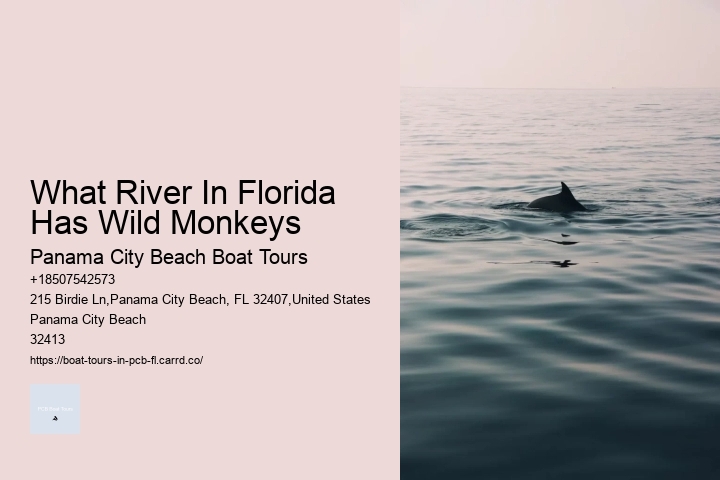 What River In Florida
Has Wild Monkeys
Panama City Beach Boat Tours
+18507542573
215 Birdie Ln,Panama City Beach, FL 32407,United States
Panama City Beach
32413
https://boat-tours-in-pcb-fl.carrd.co/